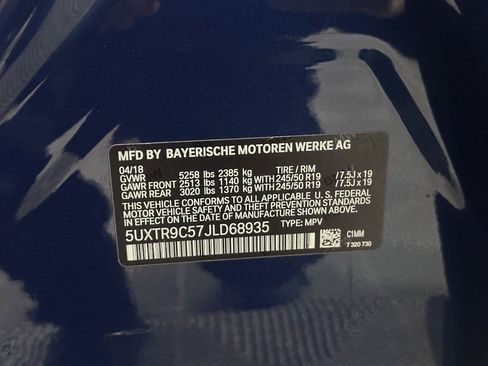 MFD BY BAYERISCHE MOTOREN WERKE AG
04/18
GVWR 5258 lbs 2385 kg TIRE / RIM
GAWR FRONT 2513 lbs 1140 kg WITH 245/50 R19 /7.5J x 19
GAWR REAR 3020 lbs 1370 kg WITH 245/50 R19 /7.5J x 19
THIS VEHICLE CONFORMS TO ALL APPLICABLE U.S. FEDERAL
MOTOR VEHICLE SAFETY STANDARDS IN EFFECT ON
THE DATE OF MANUFACTURE SHOWN ABOVE.
5UXTR9C57JLD68935 TYPE: MPV
C1MM
7 320 730